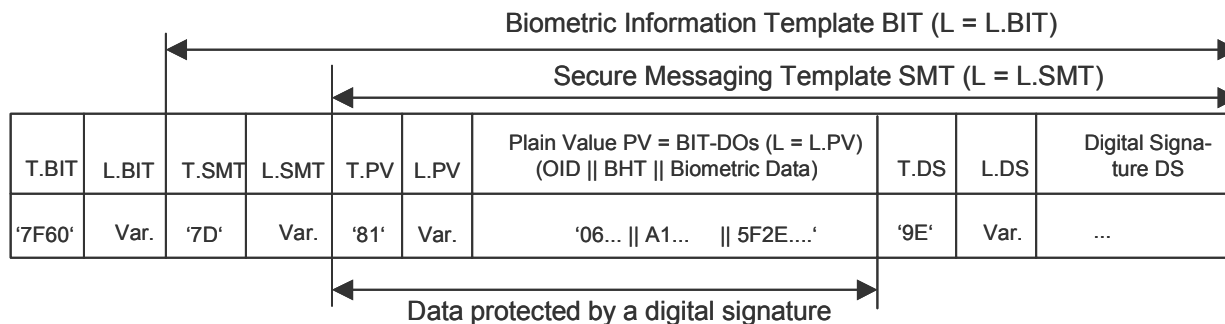 Biometric Information Template BIT (L = L.BIT)
Secure Messaging Template SMT (L = L.SMT)
T.BIT L.BIT T.SMT L.SMT T.PV L.PV Plain Value PV = BIT-DOs (L = L.PV) T.DS L.DS Digital Signa-
(OID || BHT || Biometric Data) ture DS
‘7F60‘ Var. ‘7D‘ Var. ‘81‘ Var. ‘06... || A1... || 5F2E....‘ ‘9E‘ Var. ...
Data protected by a digital signature